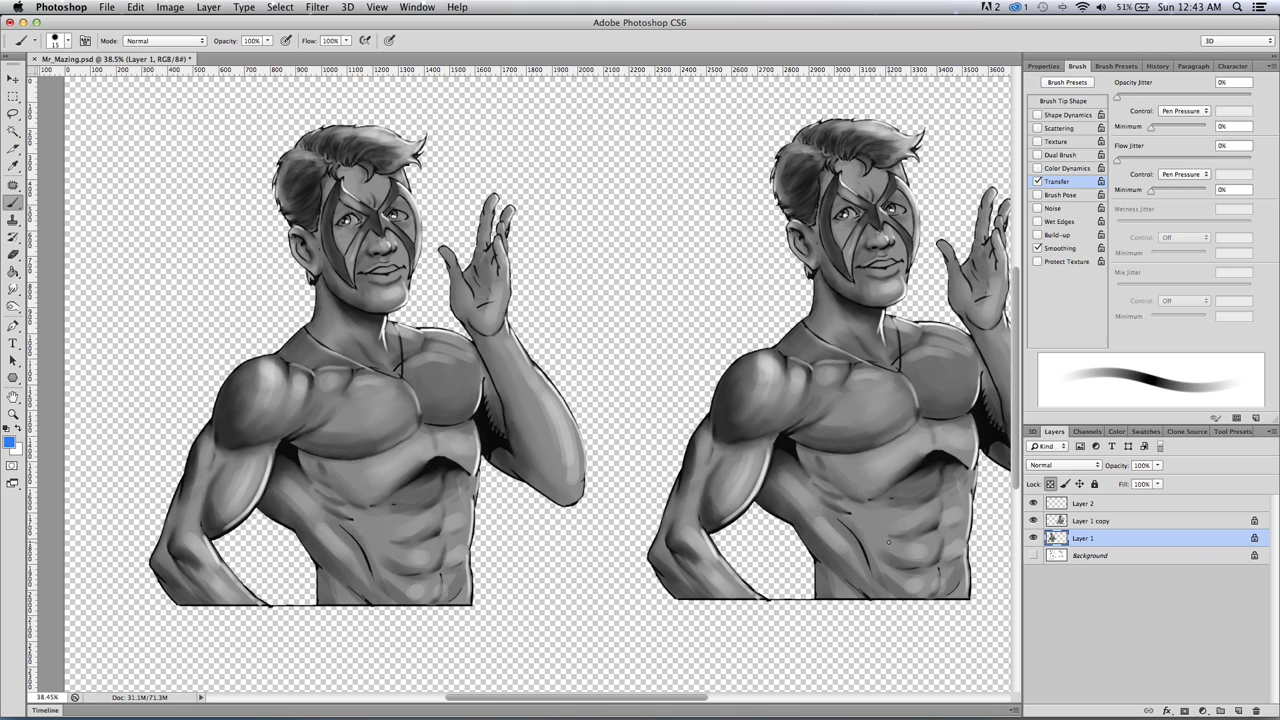 Photoshop File Edit Image Layer Type Select Filter 3D View Window Help 2 1 51% Sun 12:43 AM
Adobe Photoshop CS6
15 Mode: Normal Opacity: 100% Flow: 100% 3D
Mr_Mazing.psd @ 38.5% (Layer 1, RGB/8#) *
Properties Brush Brush Presets History Paragraph Character
Brush Presets Opacity Jitter 0%
Brush Tip Shape
Shape Dynamics Control: Pen Pressure
Scattering Minimum 0%
Texture Flow Jitter 0%
Dual Brush
Color Dynamics Control: Pen Pressure
Transfer Minimum 0%
Brush Pose
Noise Wetness Jitter
Wet Edges
Build-up Control: Off
Smoothing Minimum
Protect Texture Mix Jitter
Control: Off
Minimum
3D Layers Channels Color Swatches Clone Source Tool Presets
Kind
Normal Opacity: 100%
Lock: Fill: 100%
Layer 2
Layer 1 copy
Layer 1
Background
38.45% Doc: 31.1M/71.3M
Timeline